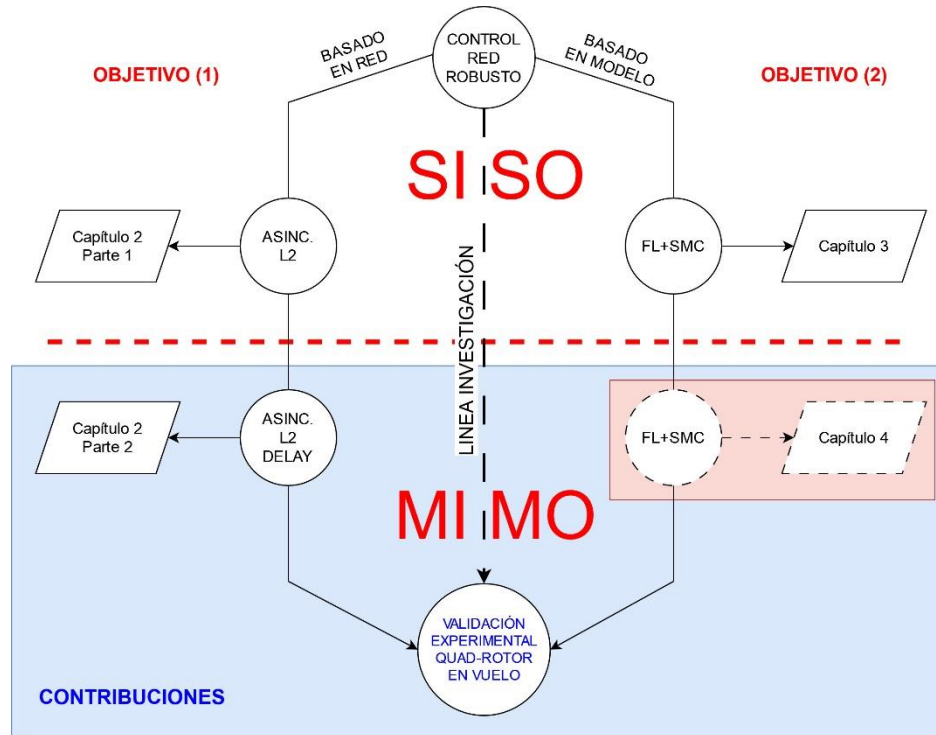 CONTROL
RED
ROBUSTO
BASADO
EN RED
BASADO
EN MODELO
OBJETIVO (1)
OBJETIVO (2)
SI SO
Capítulo 2
Parte 1
ASINC.
L2
FL+SMC
Capítulo 3
LINEA INVESTIGACIÓN
Capítulo 2
Parte 2
ASINC.
L2
DELAY
FL+SMC
Capítulo 4
MI MO
VALIDACIÓN
EXPERIMENTAL
QUAD-ROTOR
EN VUELO
CONTRIBUCIONES